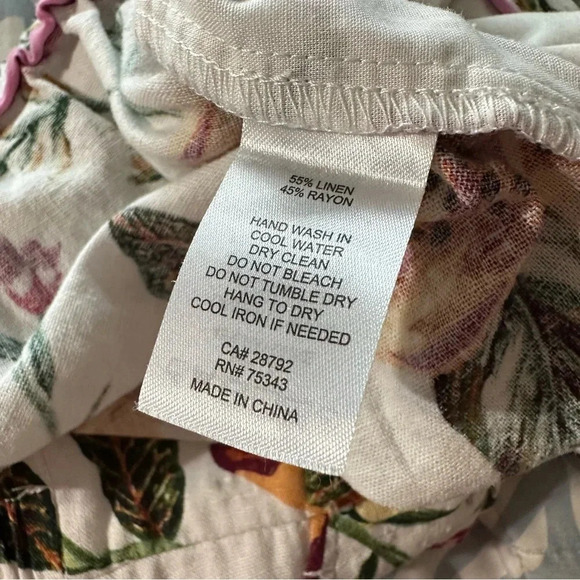 55% LINEN
45% RAYON
HAND WASH IN
COOL WATER
DRY CLEAN
DO NOT BLEACH
DO NOT TUMBLE DRY
HANG TO DRY
COOL IRON IF NEEDED
CA# 28792
RN# 75343
MADE IN CHINA